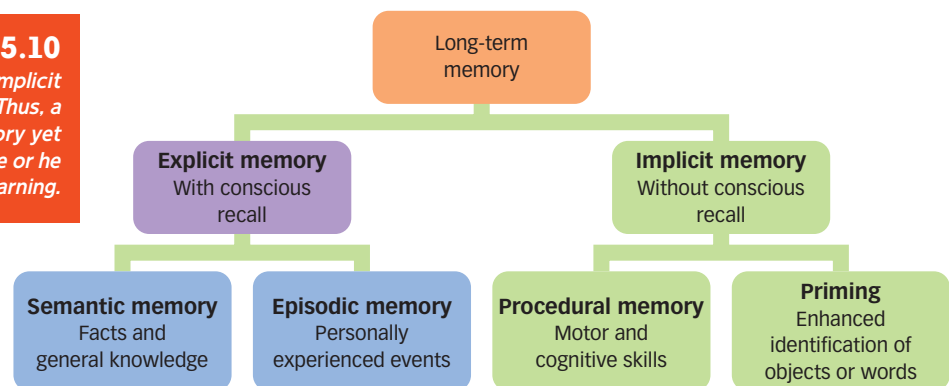 5.10
mplicit
Thus, a
ory yet
e or he
arning.
Long-term
memory
Explicit memory
With conscious
recall
Implicit memory
Without conscious
recall
Semantic memory
Facts and
general knowledge
Episodic memory
Personally
experienced events
Procedural memory
Motor and
cognitive skills
Priming
Enhanced
identification of
objects or words